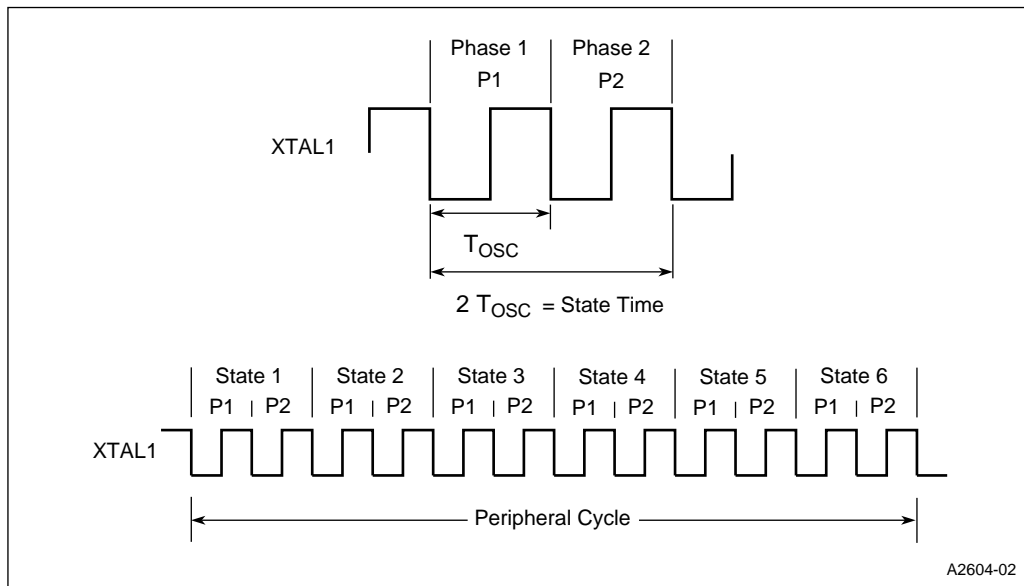 Phase 1 Phase 2
P1 P2
XTAL1
TOSC
2 TOSC = State Time
State 1 State 2 State 3 State 4 State 5 State 6
P1 P2 P1 P2 P1 P2 P1 P2 P1 P2 P1 P2
XTAL1
Peripheral Cycle
A2604-02